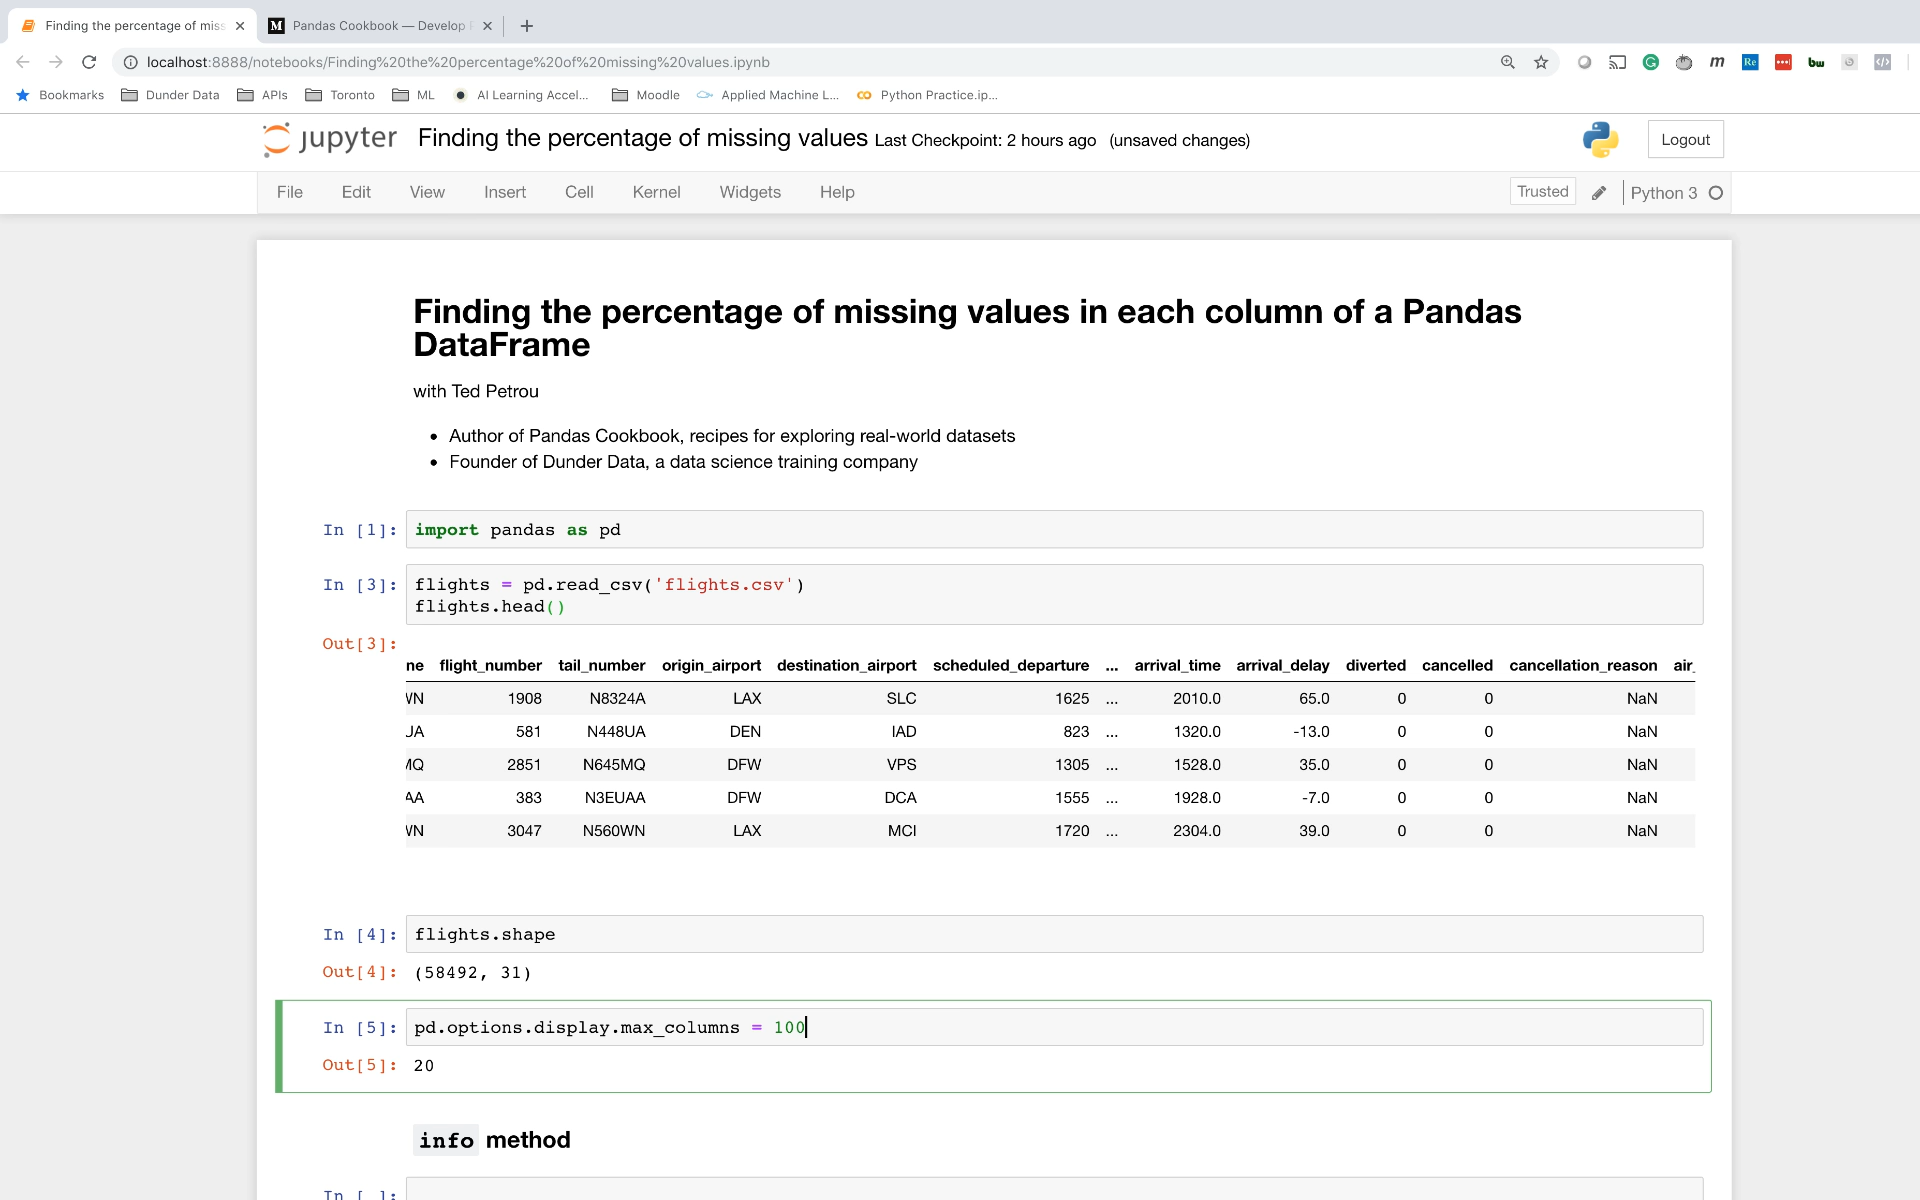 Finding the percentage of miss
Pandas Cookbook — Develop
localhost:8888/notebooks/Finding%20the%20percentage%20of%20missing%20values.ipynb
Bookmarks Dunder Data APIs Toronto ML AI Learning Accel... Moodle Applied Machine L... Python Practice.ip...
jupyter Finding the percentage of missing values Last Checkpoint: 2 hours ago (unsaved changes) Logout
File Edit View Insert Cell Kernel Widgets Help Trusted Python 3
Finding the percentage of missing values in each column of a Pandas
DataFrame
with Ted Petrou
• Author of Pandas Cookbook, recipes for exploring real-world datasets
• Founder of Dunder Data, a data science training company
In [1]: import pandas as pd
In [3]: flights = pd.read_csv('flights.csv')
flights.head()
Out[3]:
ne flight_number tail_number origin_airport destination_airport scheduled_departure ... arrival_time arrival_delay diverted cancelled cancellation_reason air_
WN 1908 N8324A LAX SLC 1625 ... 2010.0 65.0 0 0 NaN
UA 581 N448UA DEN IAD 823 ... 1320.0 -13.0 0 0 NaN
MQ 2851 N645MQ DFW VPS 1305 ... 1528.0 35.0 0 0 NaN
AA 383 N3EUAA DFW DCA 1555 ... 1928.0 -7.0 0 0 NaN
WN 3047 N560WN LAX MCI 1720 ... 2304.0 39.0 0 0 NaN
In [4]: flights.shape
Out[4]: (58492, 31)
In [5]: pd.options.display.max_columns = 100
Out[5]: 20
info method
In [ ]: